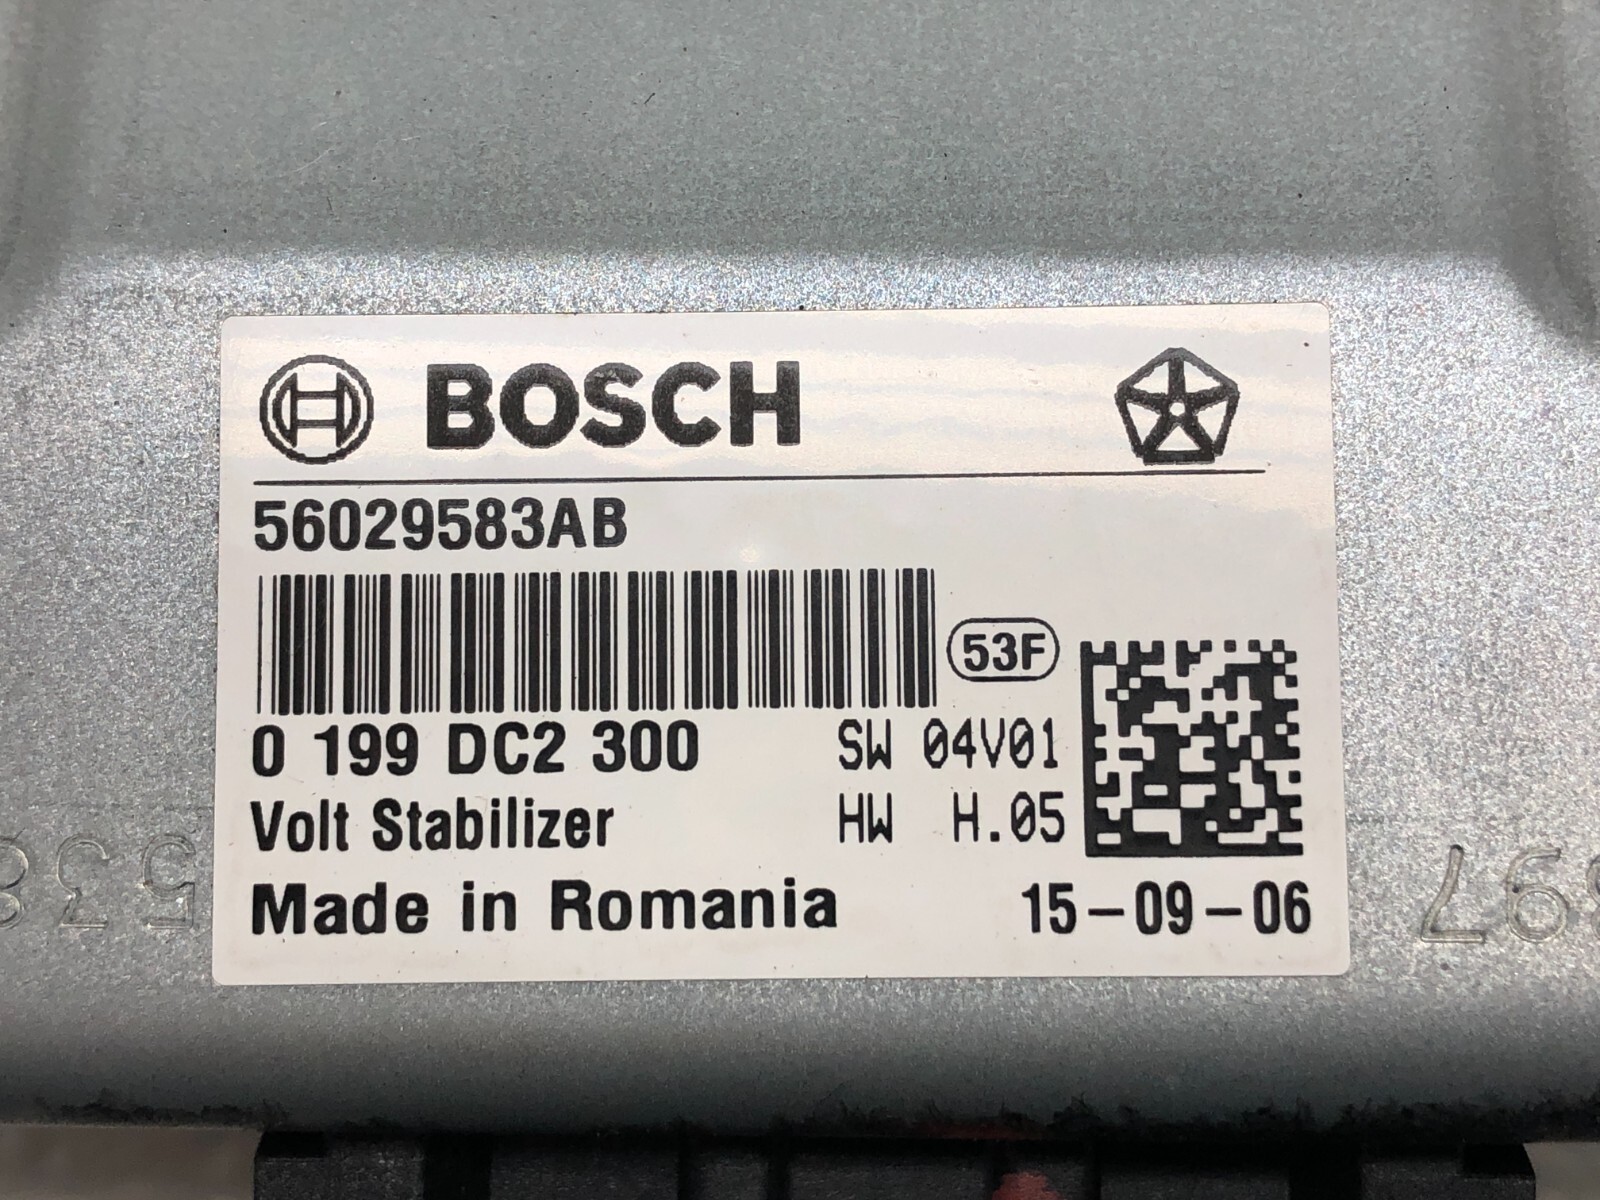 BOSCH
56029583AB
53F
0 199 DC2 300 SW 04V01
Volt Stabilizer HW H.05
Made in Romania 15-09-06